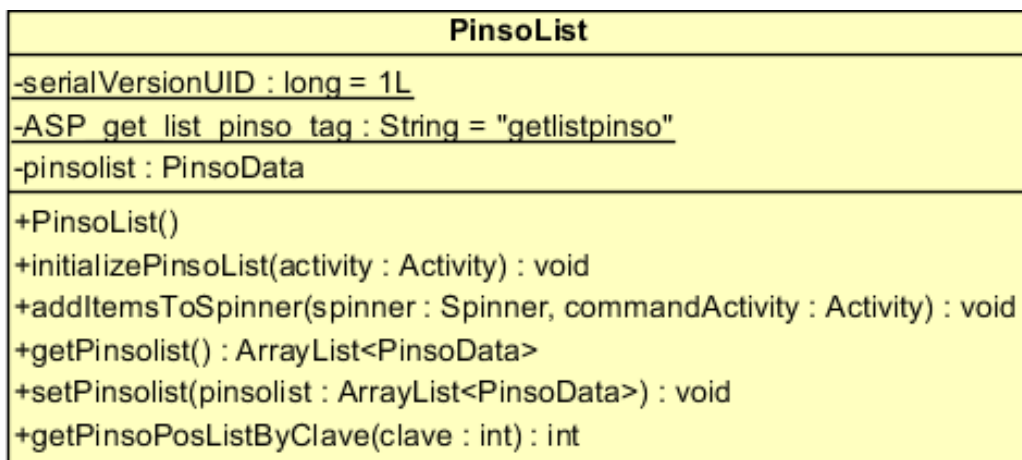 PinsoList
-serialVersionUID : long = 1L
-ASP_get_list_pinso_tag : String = "getlistpinso"
-pinsolist : PinsoData
+PinsoList()
+initializePinsoList(activity : Activity) : void
+addItemsToSpinner(spinner : Spinner, commandActivity : Activity) : void
+getPinsolist() : ArrayList<PinsoData>
+setPinsolist(pinsolist : ArrayList<PinsoData>) : void
+getPinsoPosListByClave(clave : int) : int